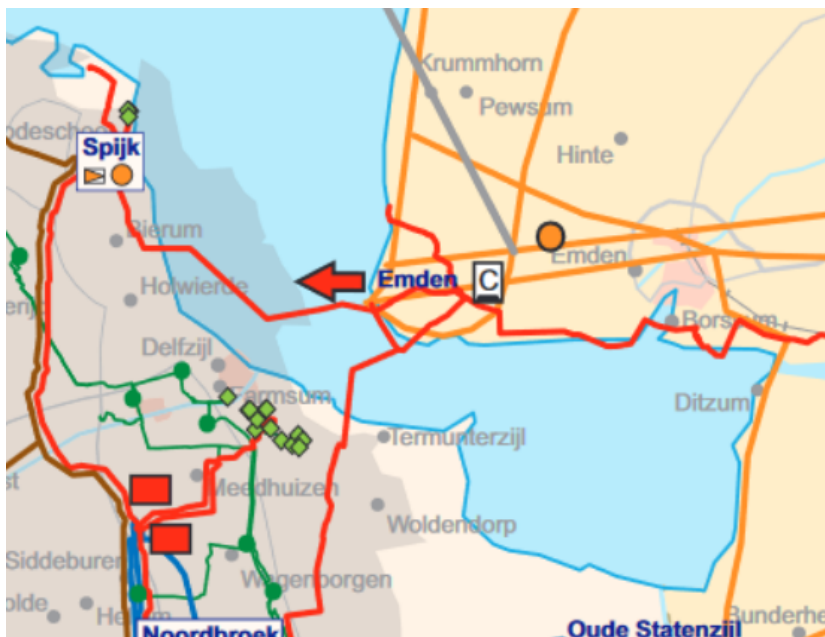 Krummhorn
Pewsum
Hinte
Spijk
Bierum
Emden
Emden
C
Holwierde
Borssum
Delfzijl
Farmsum
Ditzum
Termunterzijl
Meedhuizen
Woldendorp
Siddeburen
Wagenborgen
Noordbroek
Oude Statenzijl